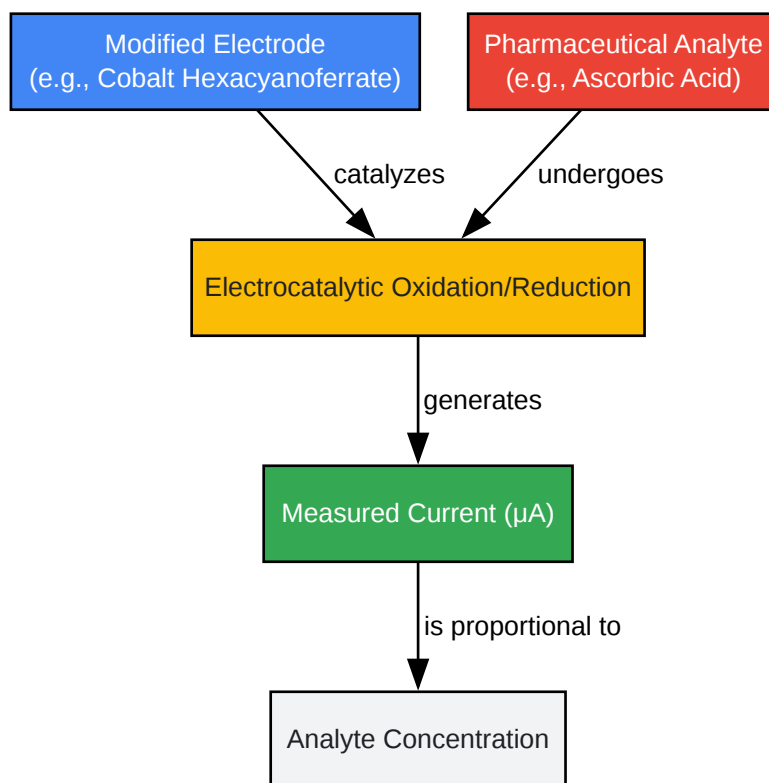 Modified Electrode
(e.g., Cobalt Hexacyanoferrate)
Pharmaceutical Analyte
(e.g., Ascorbic Acid)
catalyzes
undergoes
Electrocatalytic Oxidation/Reduction
generates
Measured Current (µA)
is proportional to
Analyte Concentration